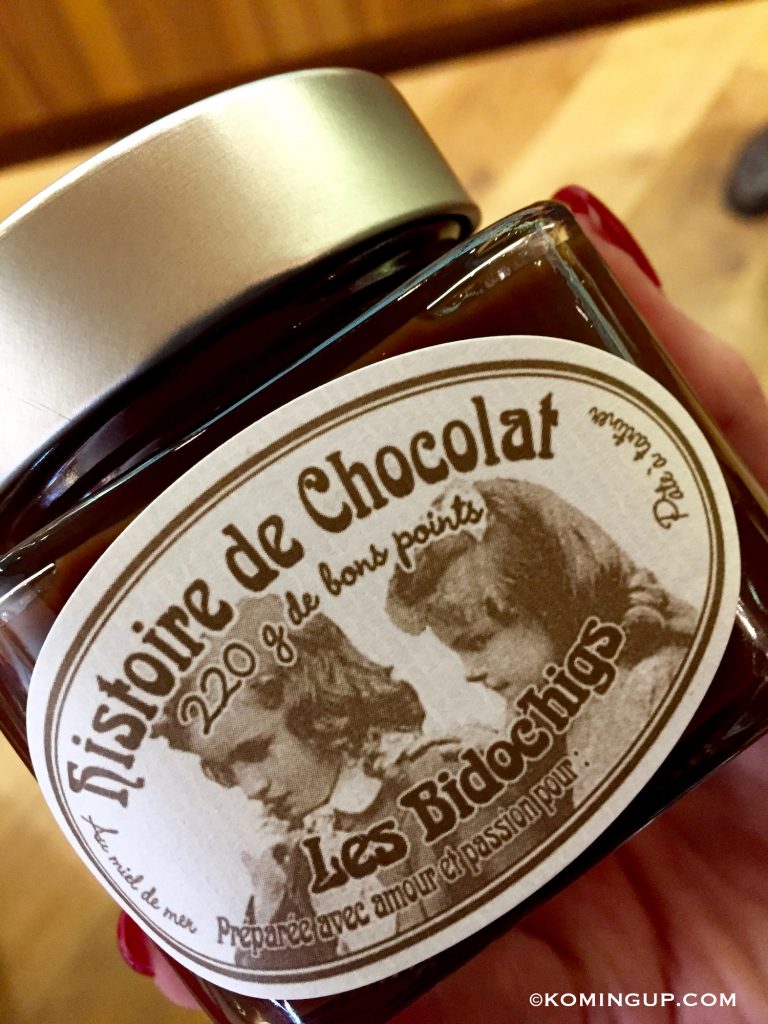 Histoire de Chocolat
Pâte à tartiner
220 g de bons points
Les Bidochigs
Au miel de mer
Préparée avec amour et passion pour :
©KOMINGUP.COM